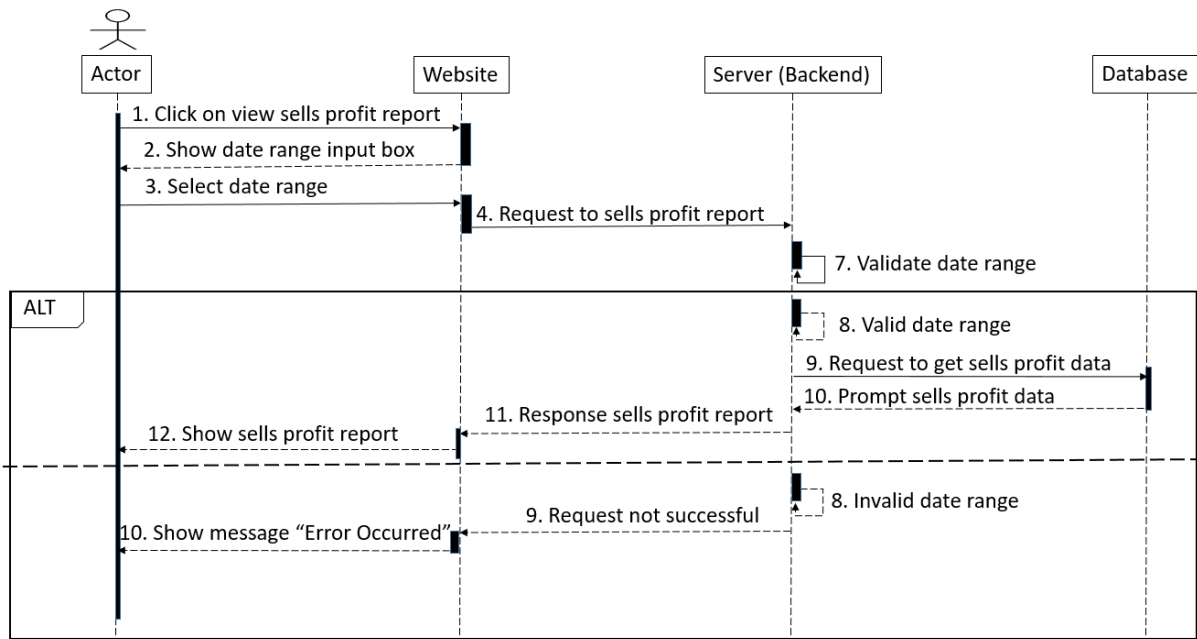 Actor
Website
Server (Backend)
Database
1. Click on view sells profit report
2. Show date range input box
3. Select date range
4. Request to sells profit report
7. Validate date range
ALT
8. Valid date range
9. Request to get sells profit data
10. Prompt sells profit data
11. Response sells profit report
12. Show sells profit report
8. Invalid date range
9. Request not successful
10. Show message “Error Occurred”